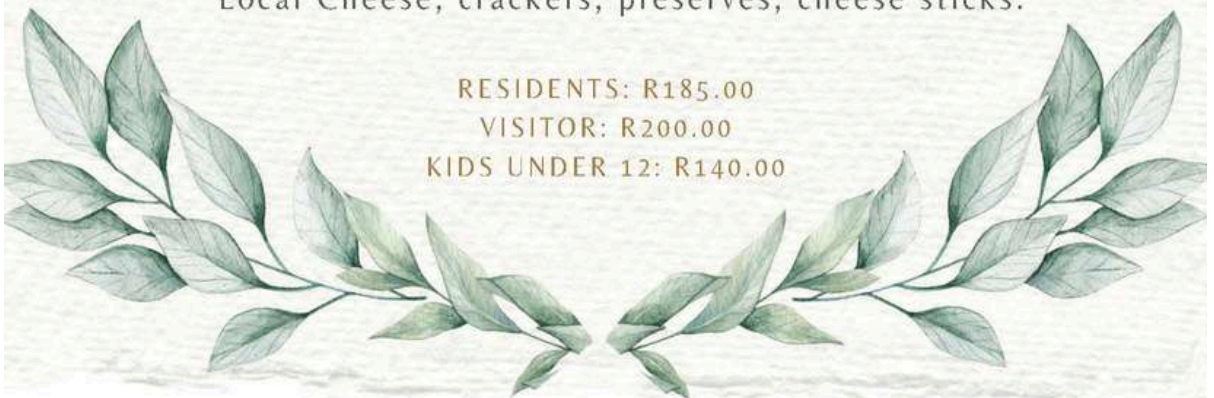 Local Cheese, crackers, preserves, cheese sticks.
RESIDENTS: R185.00
VISITOR: R200.00
KIDS UNDER 12: R140.00